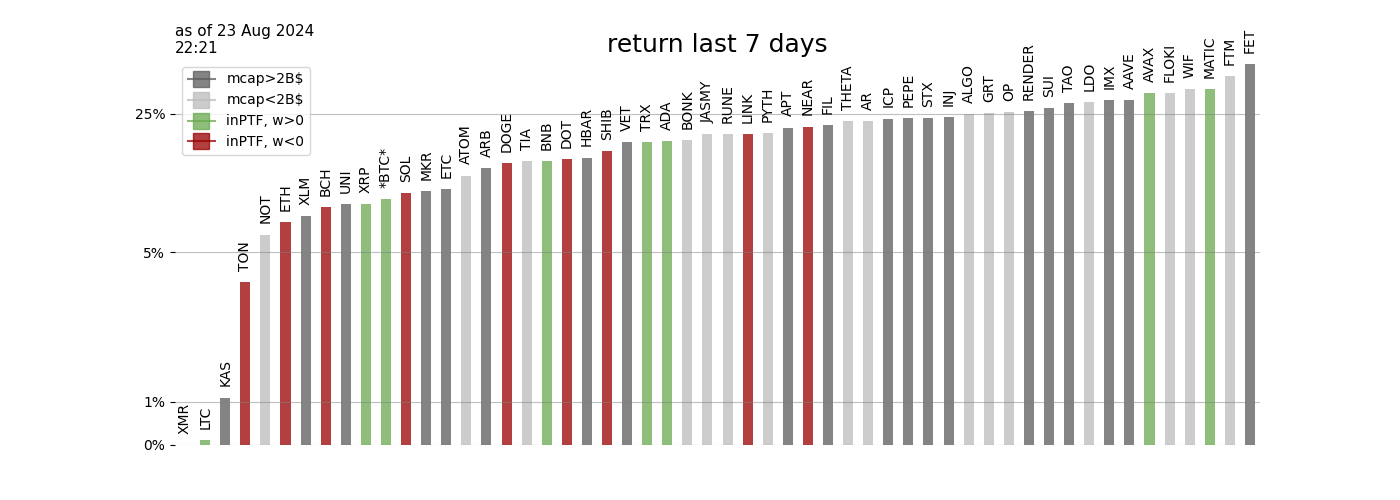 as of 23 Aug 2024
22:21
return last 7 days
mcap>2B$
mcap<2B$
inPTF, w>0
inPTF, w<0
25%
5%
1%
0%
XMR
LTC
KAS
TON
NOT
ETH
XLM
BCH
UNI
XRP
*BTC*
SOL
MKR
ETC
ATOM
ARB
DOGE
TIA
BNB
DOT
HBAR
SHIB
VET
TRX
ADA
BONK
JASMY
RUNE
LINK
PYTH
APT
NEAR
FIL
THETA
AR
ICP
PEPE
STX
INJ
ALGO
GRT
OP
RENDER
SUI
TAO
LDO
IMX
AAVE
AVAX
FLOKI
WIF
MATIC
FTM
FET